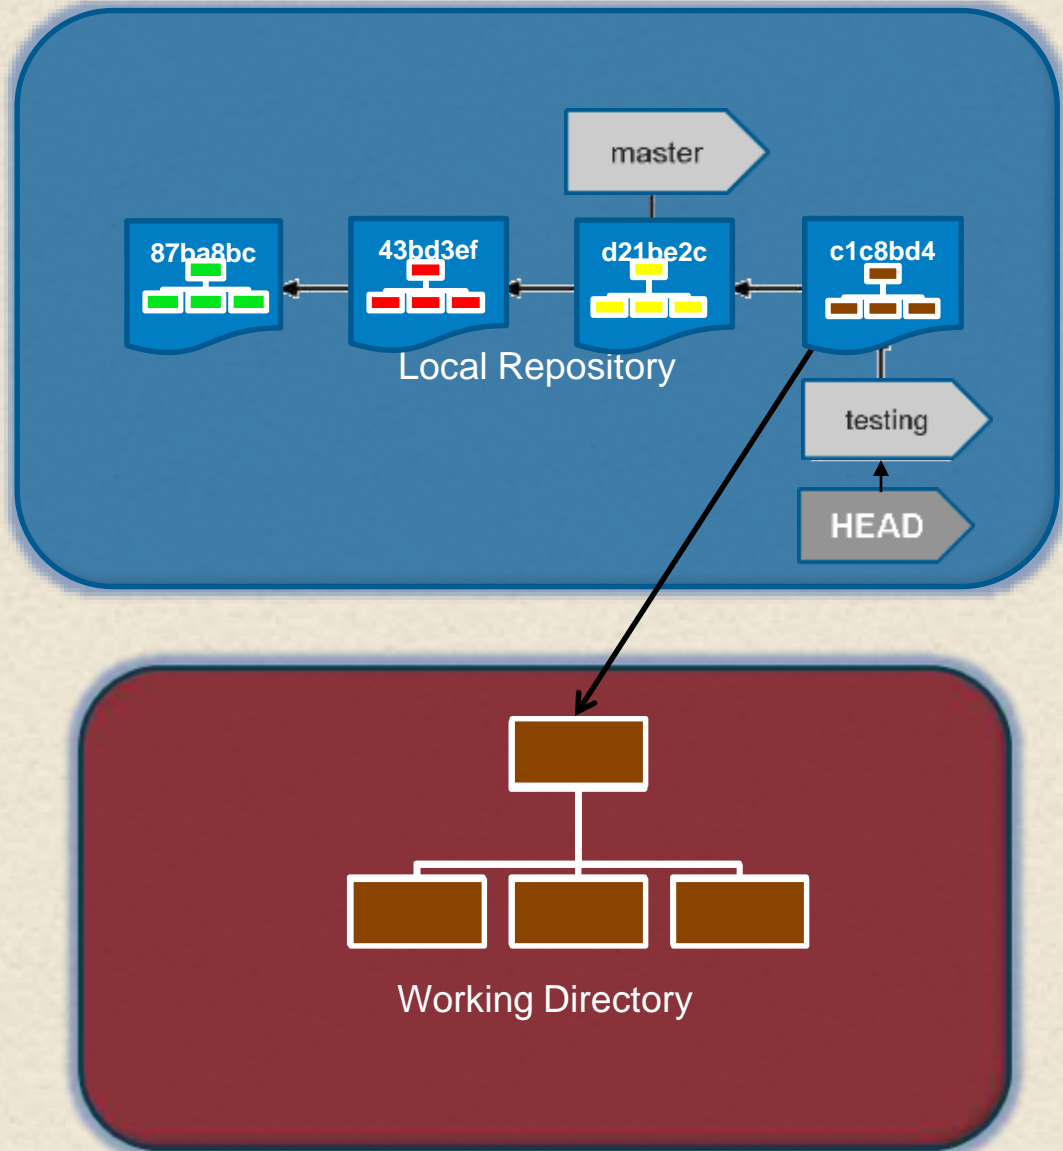 master
87ba8bc
43bd3ef
d21be2c
c1c8bd4
Local Repository
testing
HEAD
Working Directory